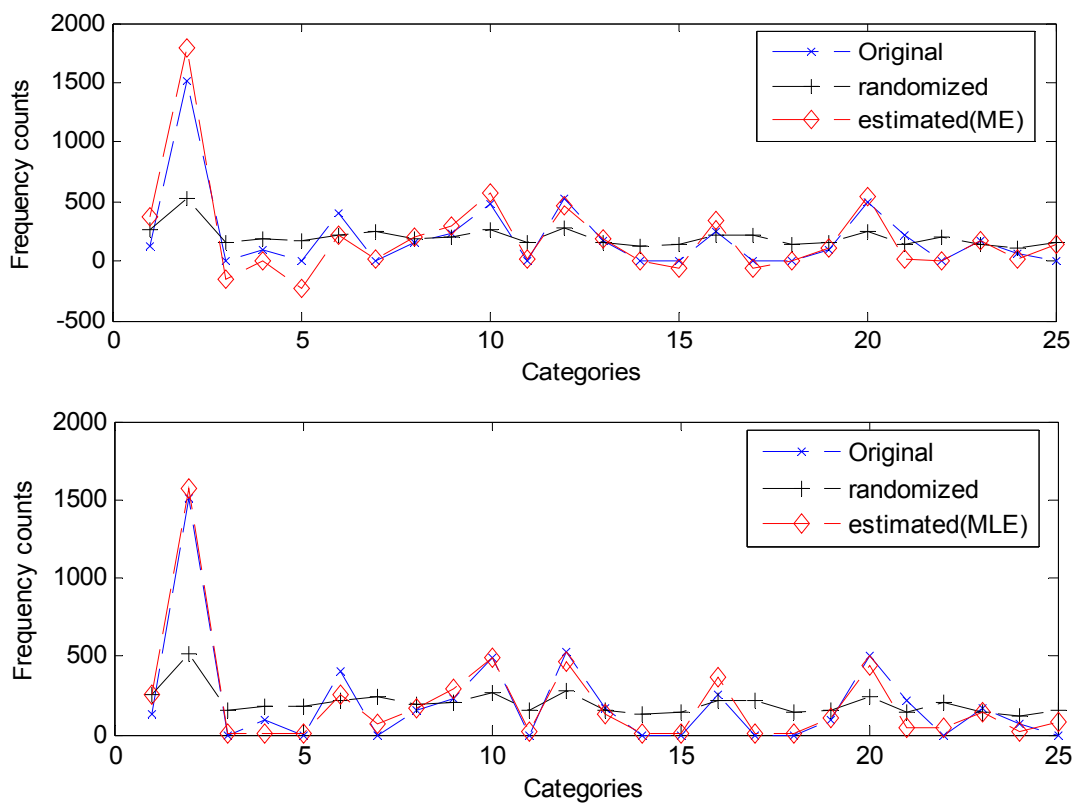 2000
1500
1000
500
0
-500
Frequency counts
Original
randomized
estimated(ME)
0
5
10
15
20
25
Categories
2000
1500
1000
500
0
Frequency counts
Original
randomized
estimated(MLE)
0
5
10
15
20
25
Categories